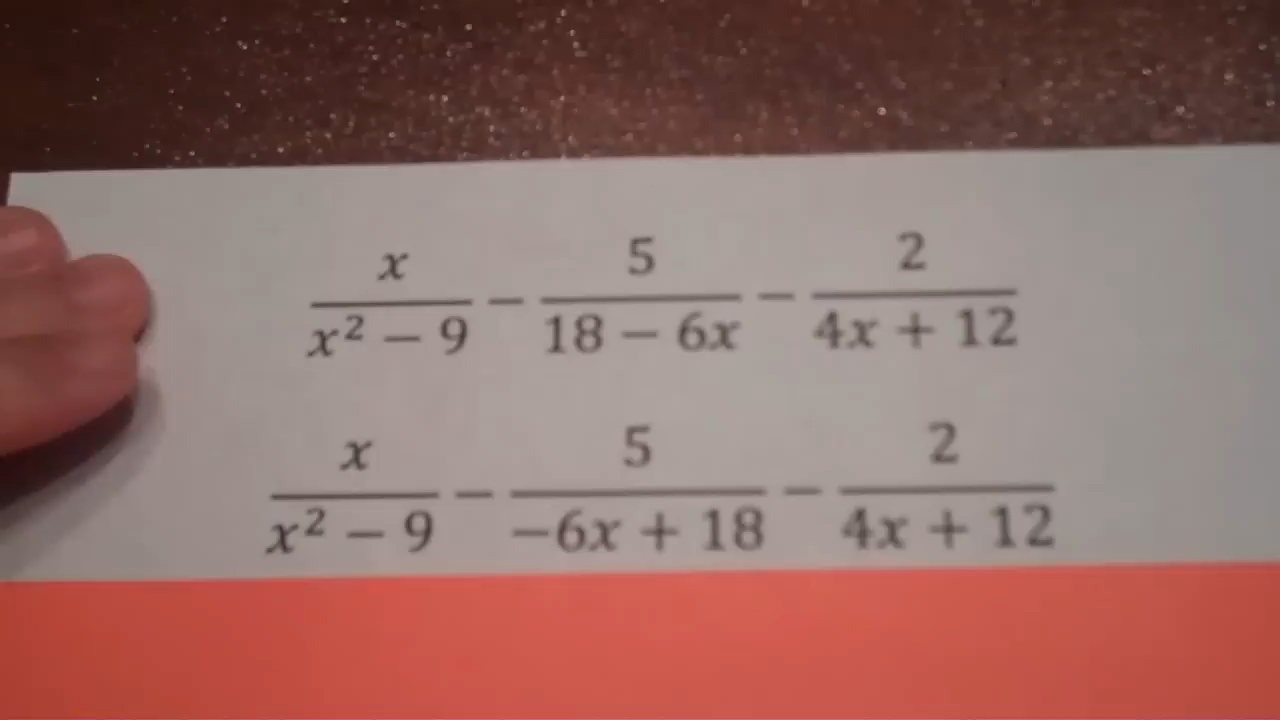 x/(x² − 9) − 5/(18 − 6x) − 2/(4x + 12)
x/(x² − 9) − 5/(−6x + 18) − 2/(4x + 12)